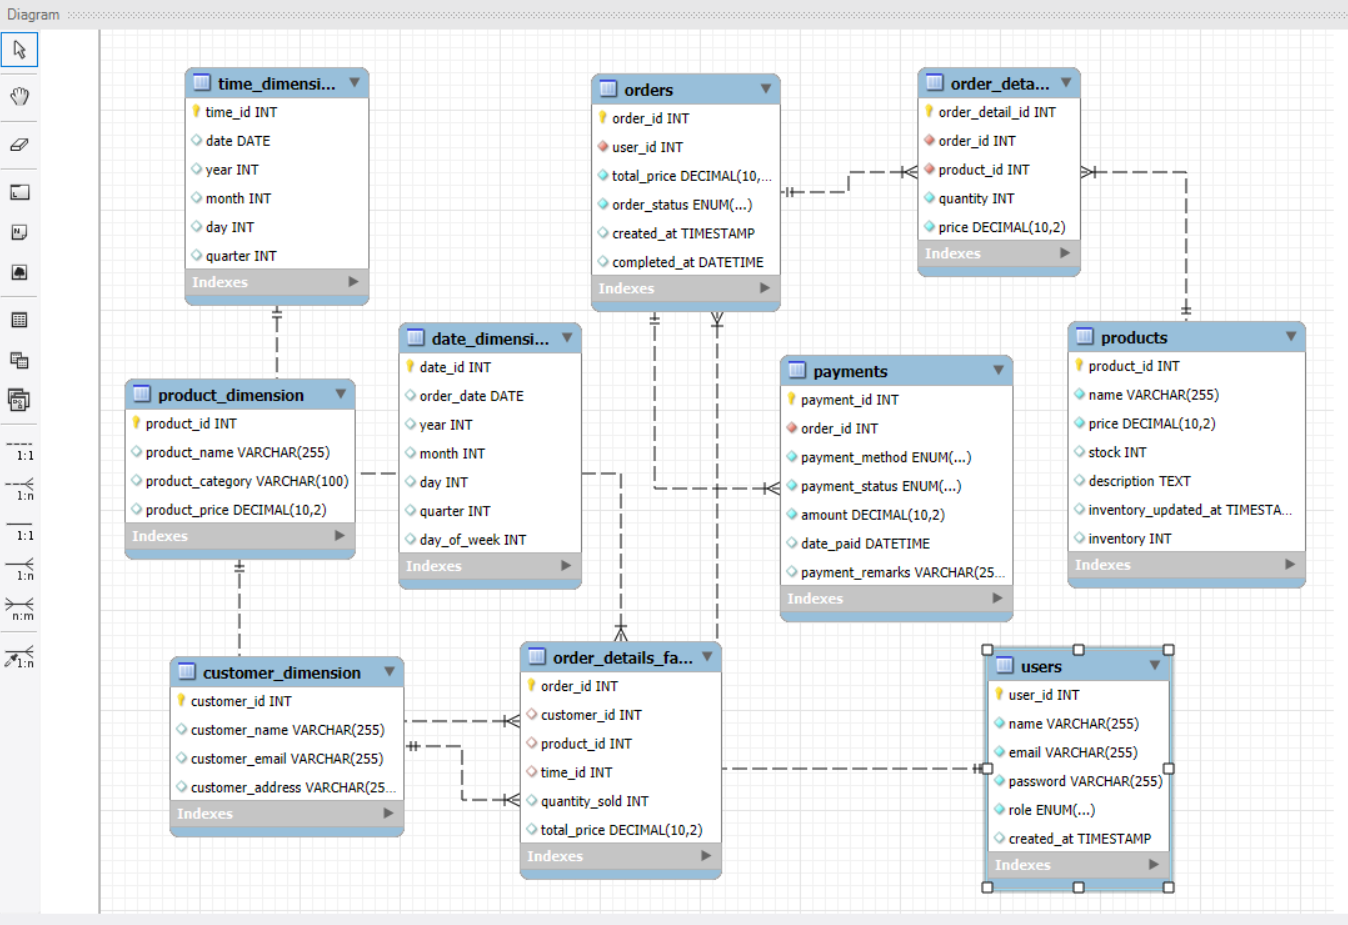 Diagram
time_dimensi...
time_id INT
date DATE
year INT
month INT
day INT
quarter INT
Indexes
orders
order_id INT
user_id INT
total_price DECIMAL(10,...
order_status ENUM(...)
created_at TIMESTAMP
completed_at DATETIME
Indexes
order_deta...
order_detail_id INT
order_id INT
product_id INT
quantity INT
price DECIMAL(10,2)
Indexes
date_dimensi...
date_id INT
order_date DATE
year INT
month INT
day INT
quarter INT
day_of_week INT
Indexes
product_dimension
product_id INT
product_name VARCHAR(255)
product_category VARCHAR(100)
product_price DECIMAL(10,2)
Indexes
payments
payment_id INT
order_id INT
payment_method ENUM(...)
payment_status ENUM(...)
amount DECIMAL(10,2)
date_paid DATETIME
payment_remarks VARCHAR(25...
Indexes
products
product_id INT
name VARCHAR(255)
price DECIMAL(10,2)
stock INT
description TEXT
inventory_updated_at TIMESTA...
inventory INT
Indexes
customer_dimension
customer_id INT
customer_name VARCHAR(255)
customer_email VARCHAR(255)
customer_address VARCHAR(25...
Indexes
order_details_fa...
order_id INT
customer_id INT
product_id INT
time_id INT
quantity_sold INT
total_price DECIMAL(10,2)
Indexes
users
user_id INT
name VARCHAR(255)
email VARCHAR(255)
password VARCHAR(255)
role ENUM(...)
created_at TIMESTAMP
Indexes
1:1
1:n
1:1
1:n
n:m
1:n